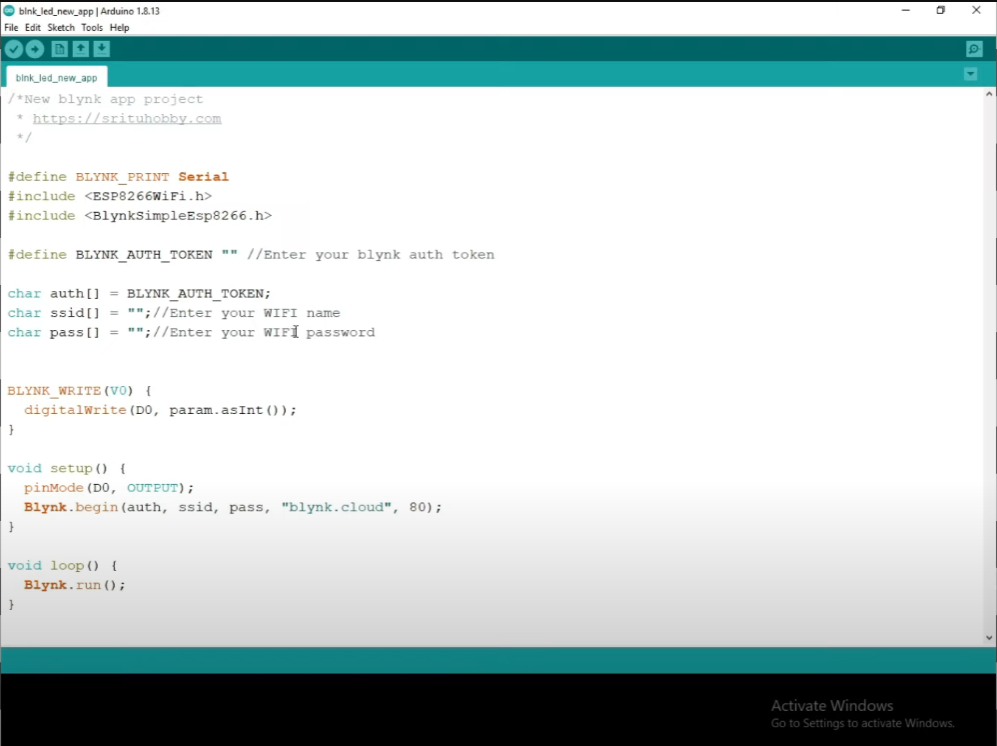 blnk_led_new_app | Arduino 1.8.13
File Edit Sketch Tools Help
blnk_led_new_app
/*New blynk app project
 * https://srituhobby.com
 */
#define BLYNK_PRINT Serial
#include <ESP8266WiFi.h>
#include <BlynkSimpleEsp8266.h>
#define BLYNK_AUTH_TOKEN "" //Enter your blynk auth token
char auth[] = BLYNK_AUTH_TOKEN;
char ssid[] = "";//Enter your WIFI name
char pass[] = "";//Enter your WIFI password
BLYNK_WRITE(V0) {
  digitalWrite(D0, param.asInt());
}
void setup() {
  pinMode(D0, OUTPUT);
  Blynk.begin(auth, ssid, pass, "blynk.cloud", 80);
}
void loop() {
  Blynk.run();
}
Activate Windows
Go to Settings to activate Windows.